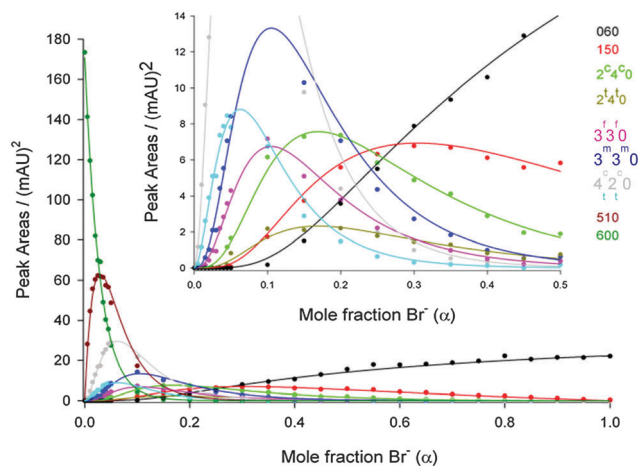 14
12
10
8
6
4
2
0
Peak Areas / (mAU)²
0.0 0.1 0.2 0.3 0.4 0.5
Mole fraction Br⁻ (α)
060
150
2ᶜ4ᶜ0
2ᵗ4ᵗ0
3ᶠ3ᶠ0
3ᵐ3ᵐ0
4ᶜ2ᶜ0
t t
510
600
180
160
140
120
100
80
60
40
20
0
Peak Areas / (mAU)²
0.0 0.2 0.4 0.6 0.8 1.0
Mole fraction Br⁻ (α)